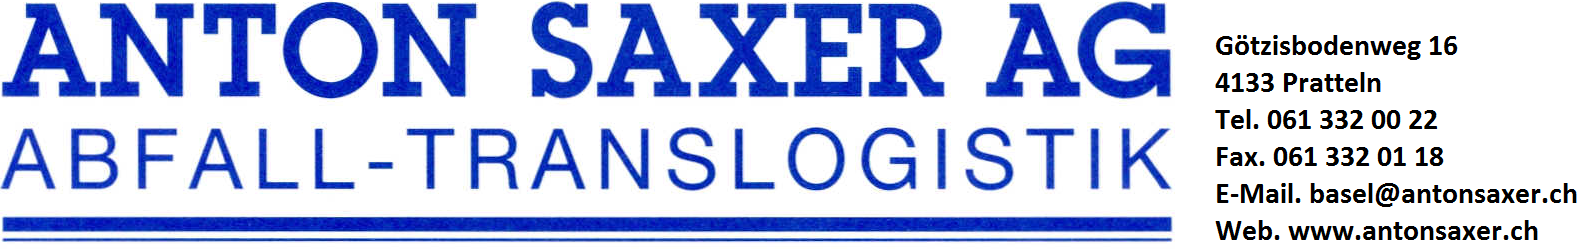 ANTON SAXER AG
ABFALL-TRANSLOGISTIK
Götzisbodenweg 16
4133 Pratteln
Tel. 061 332 00 22
Fax. 061 332 01 18
E-Mail. basel@antonsaxer.ch
Web. www.antonsaxer.ch